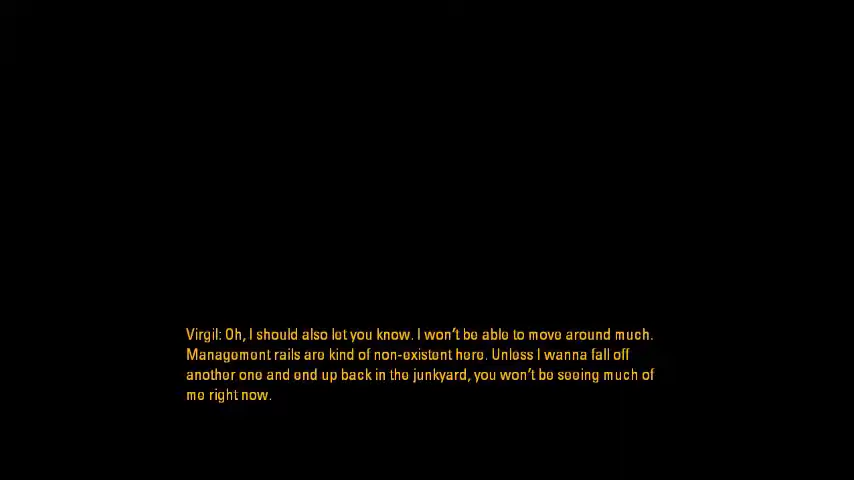 Virgil: Oh, I should also let you know. I won't be able to move around much.
Management rails are kind of non-existent here. Unless I wanna fall off
another one and end up back in the junkyard, you won't be seeing much of
me right now.